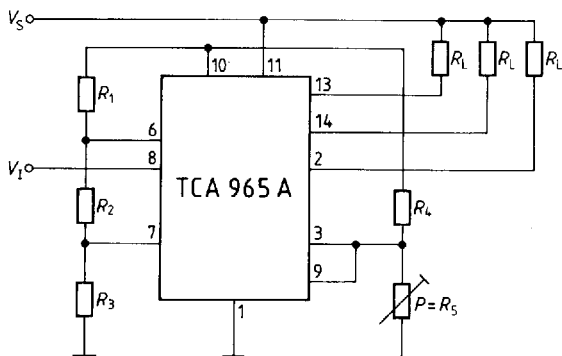 V_S
R_L R_L R_L
10 11
R_1
13
6
14
V_I
8
2
TCA 965 A
R_2
R_4
7
3
9
R_3
P=R_5
1